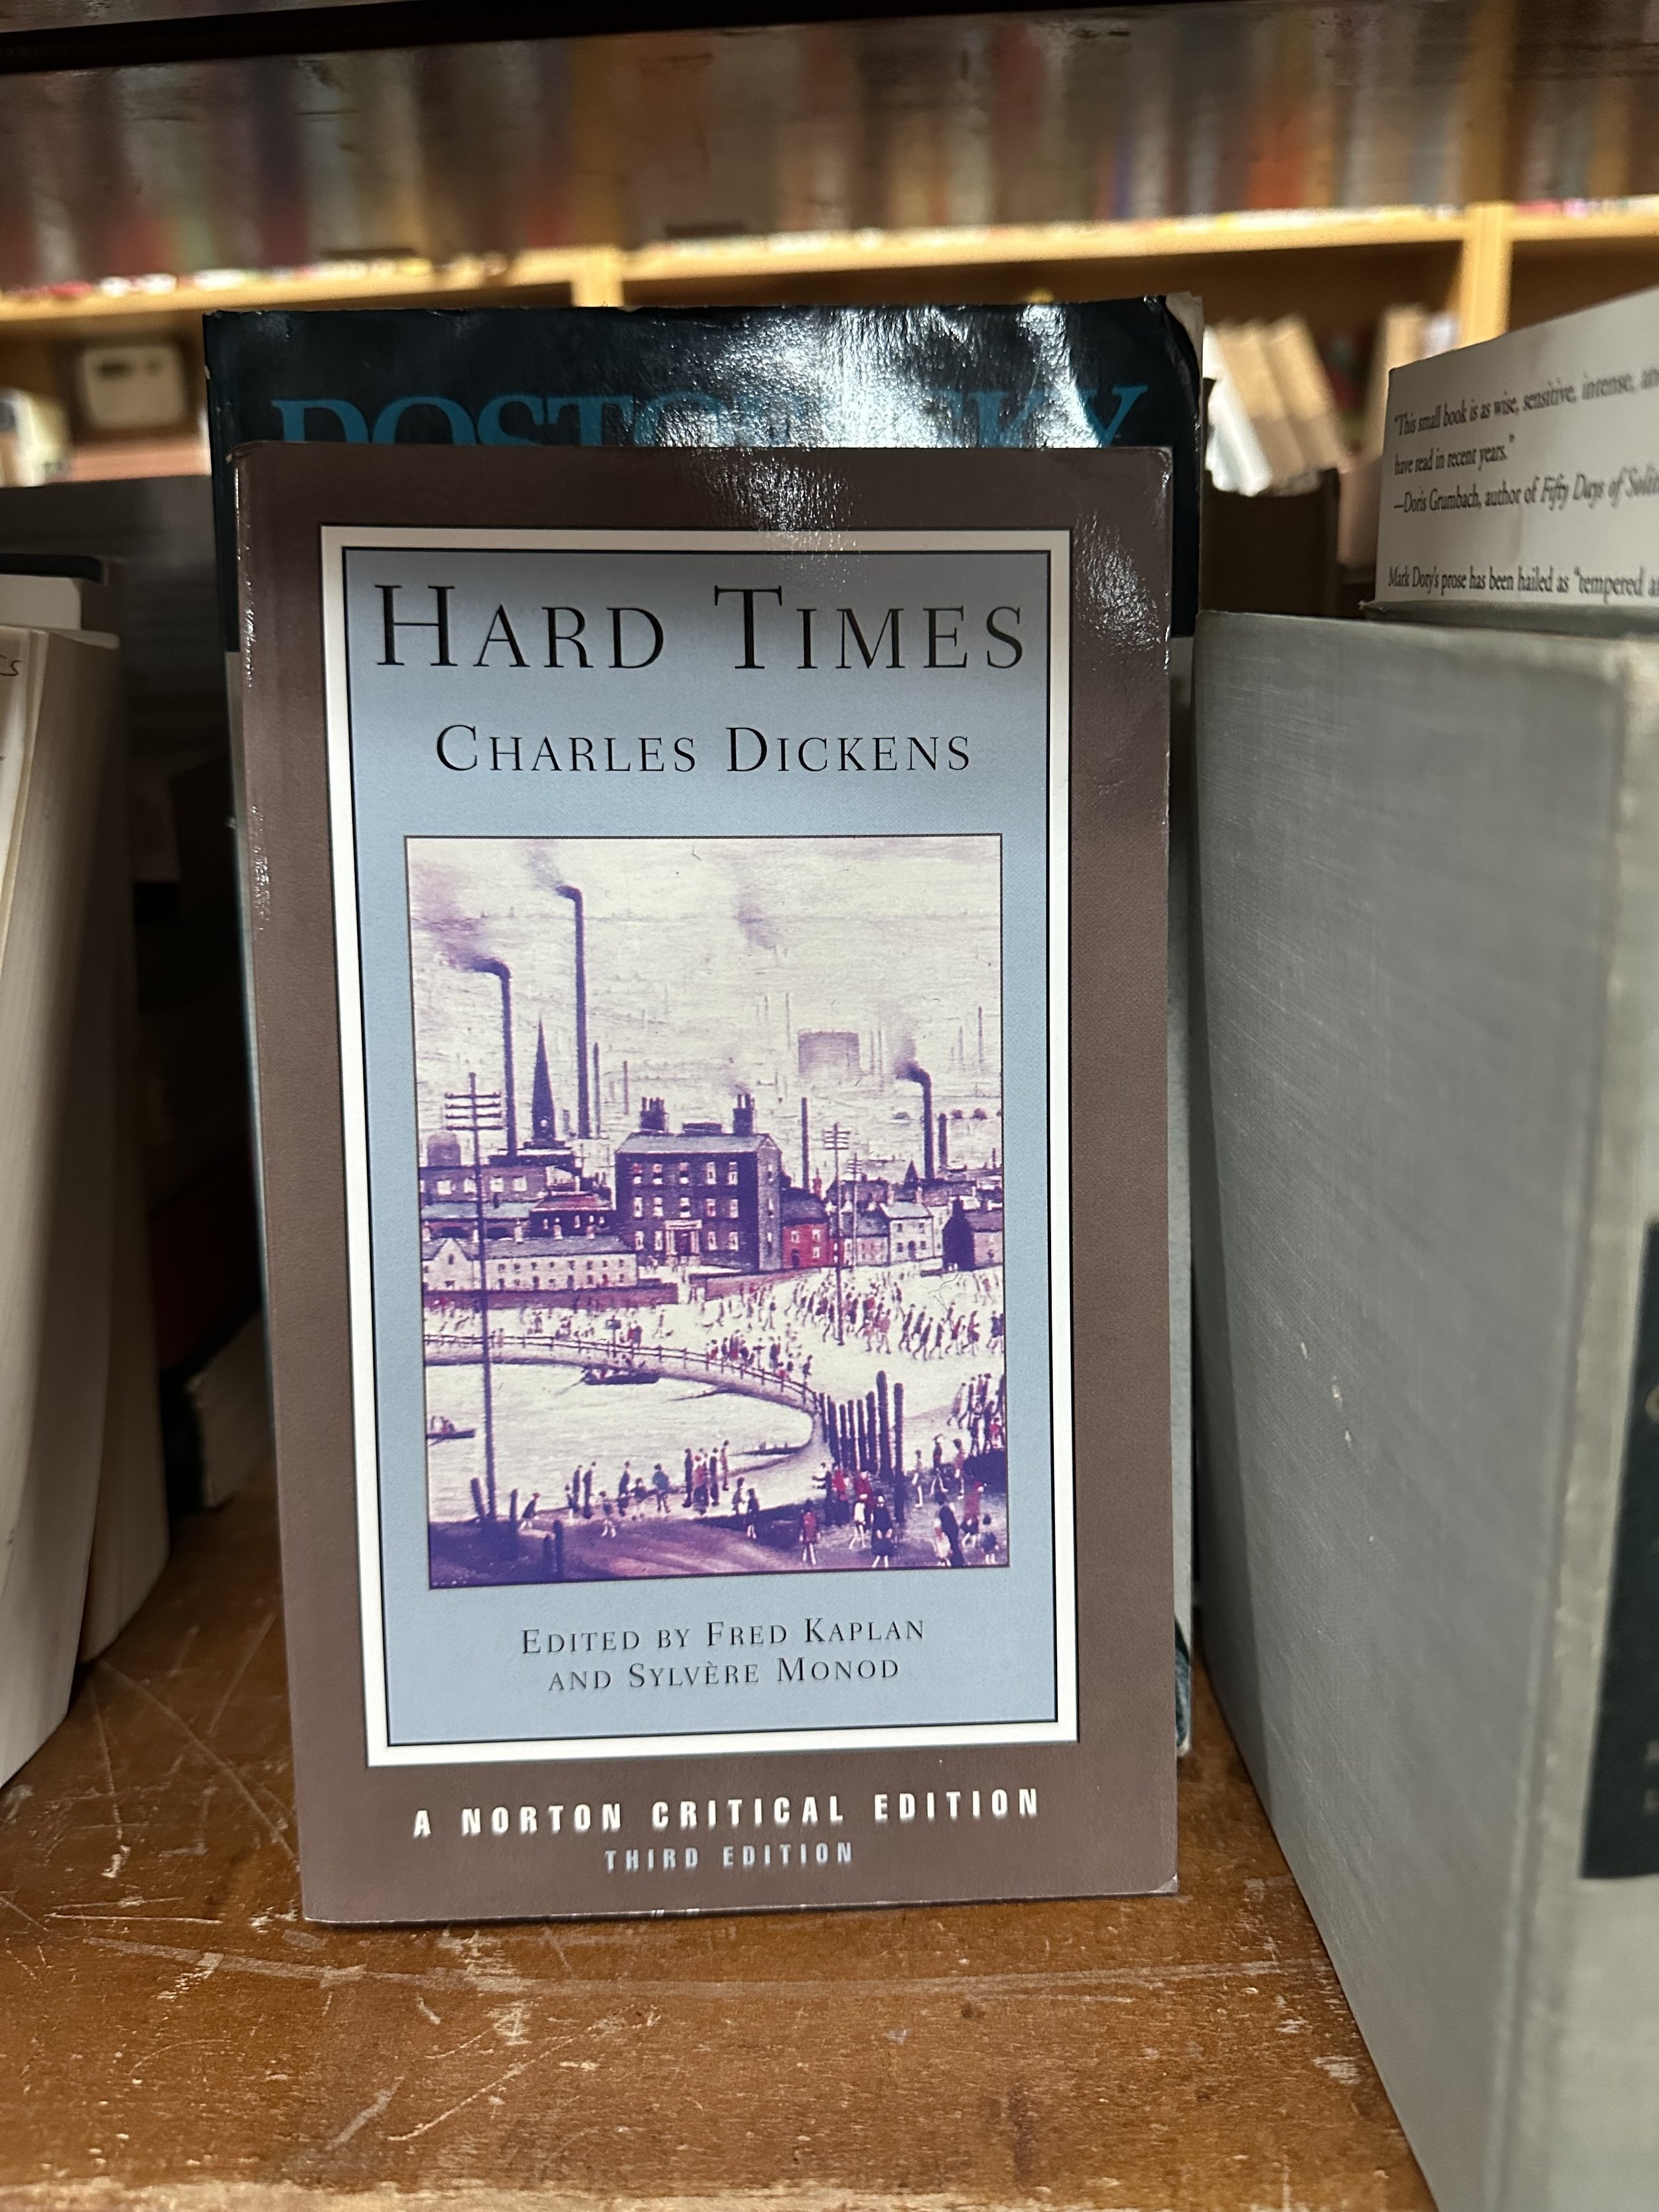 DOSTOEVSKY
HARD TIMES
CHARLES DICKENS
EDITED BY FRED KAPLAN
AND SYLVÈRE MONOD
A NORTON CRITICAL EDITION
THIRD EDITION
"This small book is as wise, sensitive, intense, and
have read in recent years."
—Doris Grumbach, author of Fifty Days of
Mark Doty's prose has been hailed as "tempered